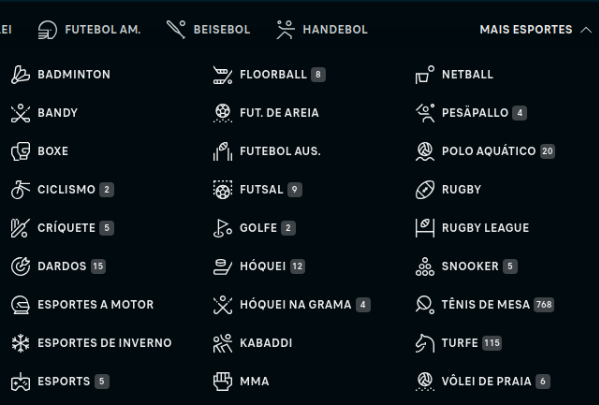 EI FUTEBOL AM. BEISEBOL HANDEBOL MAIS ESPORTES
BADMINTON FLOORBALL 8 NETBALL
BANDY FUT. DE AREIA PESÄPALLO 4
BOXE FUTEBOL AUS. POLO AQUÁTICO 20
CICLISMO 2 FUTSAL 9 RUGBY
CRÍQUETE 5 GOLFE 2 RUGBY LEAGUE
DARDOS 15 HÓQUEI 12 SNOOKER 5
ESPORTES A MOTOR HÓQUEI NA GRAMA 4 TÊNIS DE MESA 768
ESPORTES DE INVERNO KABADDI TURFE 115
ESPORTS 5 MMA VÔLEI DE PRAIA 6